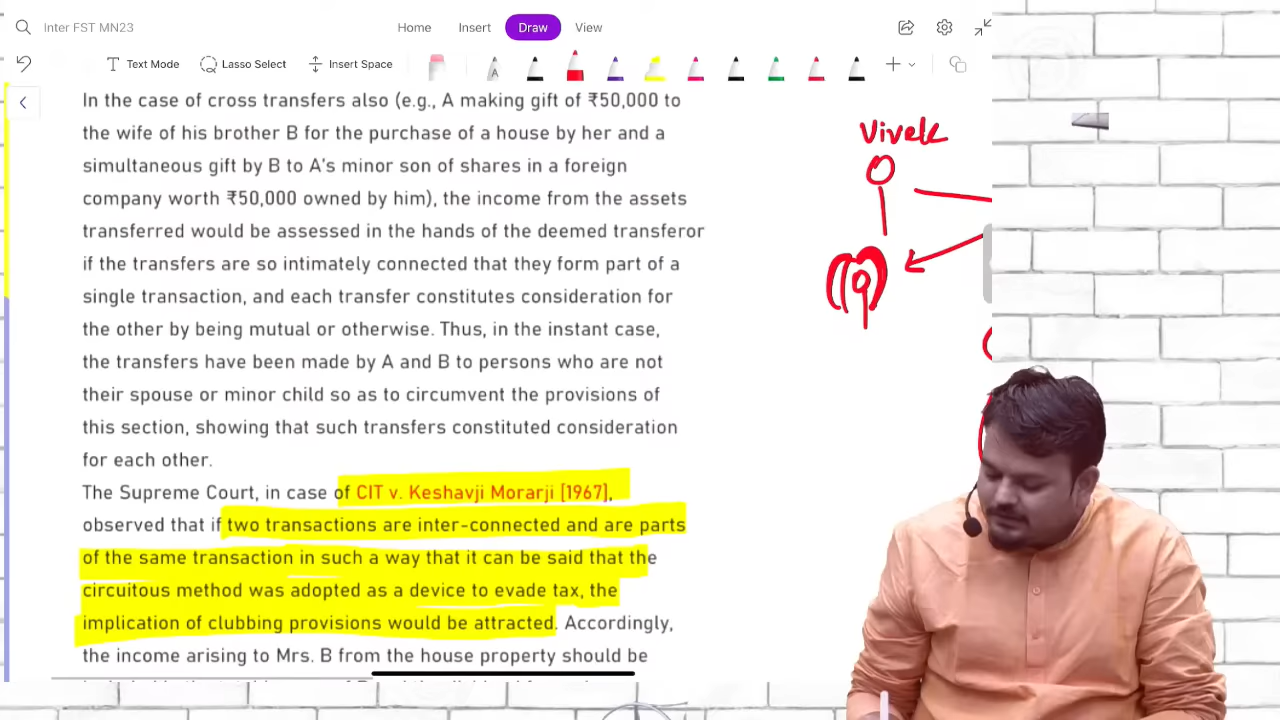 Inter FST MN23
Home Insert Draw View
Text Mode Lasso Select Insert Space
In the case of cross transfers also (e.g., A making gift of ₹50,000 to
the wife of his brother B for the purchase of a house by her and a
simultaneous gift by B to A's minor son of shares in a foreign
company worth ₹50,000 owned by him), the income from the assets
transferred would be assessed in the hands of the deemed transferor
if the transfers are so intimately connected that they form part of a
single transaction, and each transfer constitutes consideration for
the other by being mutual or otherwise. Thus, in the instant case,
the transfers have been made by A and B to persons who are not
their spouse or minor child so as to circumvent the provisions of
this section, showing that such transfers constituted consideration
for each other.
The Supreme Court, in case of CIT v. Keshavji Morarji [1967],
observed that if two transactions are inter-connected and are parts
of the same transaction in such a way that it can be said that the
circuitous method was adopted as a device to evade tax, the
implication of clubbing provisions would be attracted. Accordingly,
the income arising to Mrs. B from the house property should be
Vivek